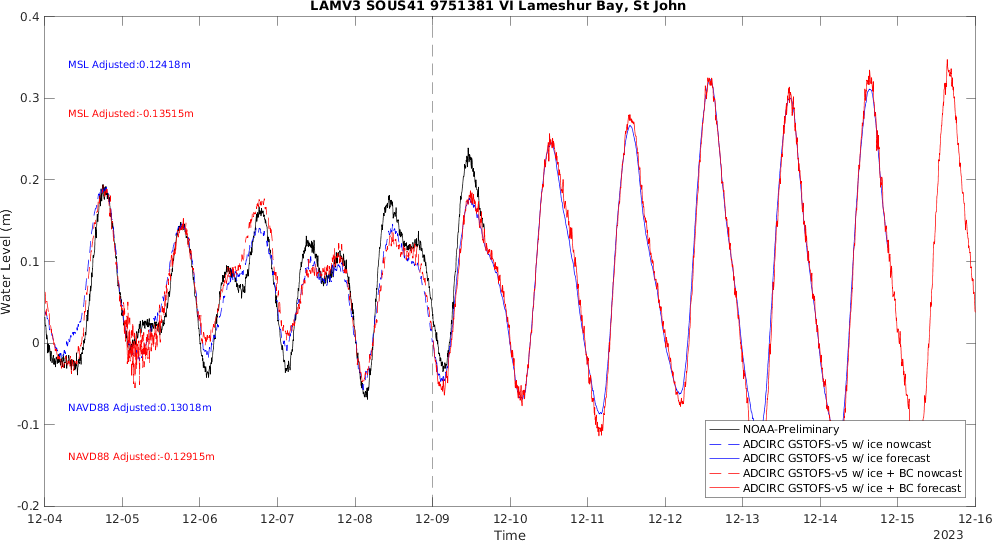 LAMV3 SOUS41 9751381 VI Lameshur Bay, St John
0.4
0.3
0.2
0.1
0
-0.1
-0.2
Water Level (m)
MSL Adjusted:0.12418m
MSL Adjusted:-0.13515m
NAVD88 Adjusted:0.13018m
NAVD88 Adjusted:-0.12915m
NOAA-Preliminary
ADCIRC GSTOFS-v5 w/ ice nowcast
ADCIRC GSTOFS-v5 w/ ice forecast
ADCIRC GSTOFS-v5 w/ ice + BC nowcast
ADCIRC GSTOFS-v5 w/ ice + BC forecast
12-04 12-05 12-06 12-07 12-08 12-09 12-10 12-11 12-12 12-13 12-14 12-15 12-16
Time
2023